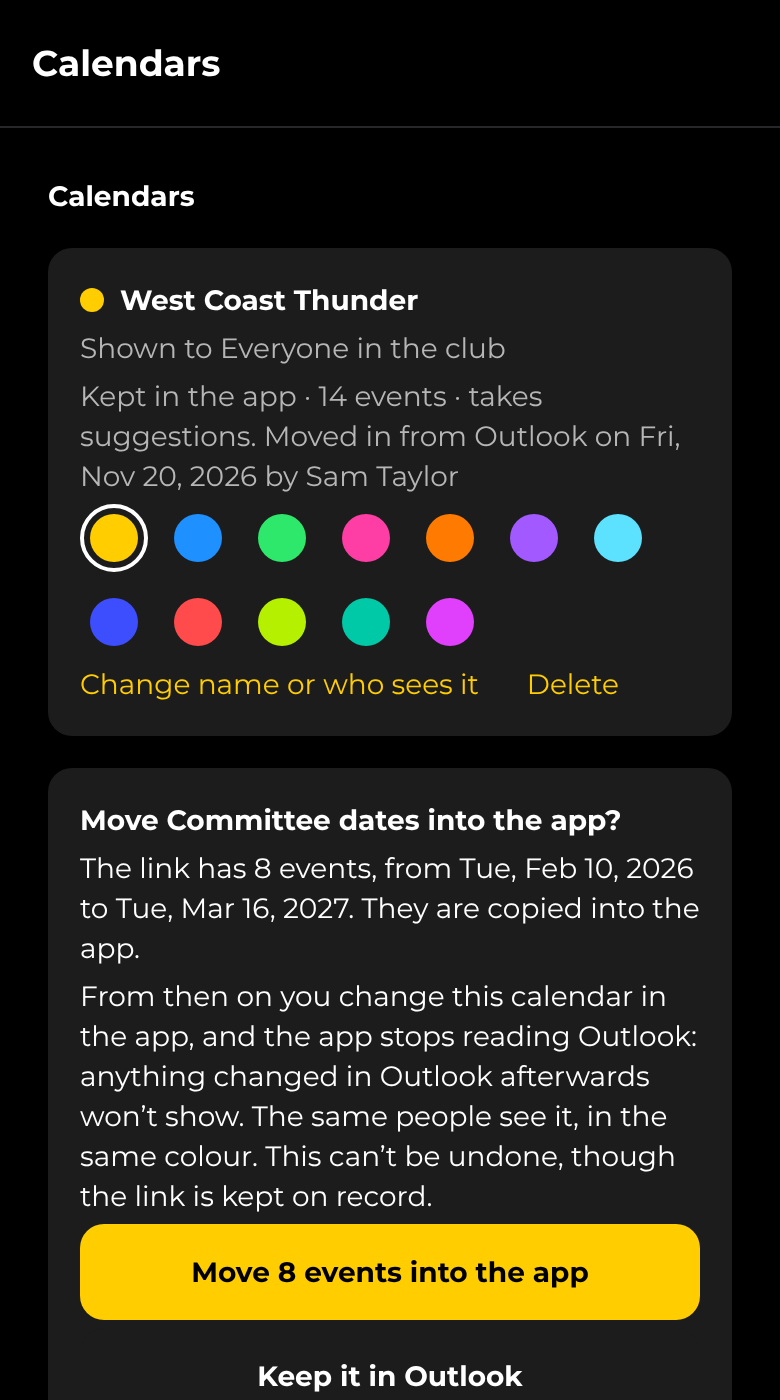 Calendars
Calendars
West Coast Thunder
Shown to Everyone in the club
Kept in the app · 14 events · takes
suggestions. Moved in from Outlook on Fri,
Nov 20, 2026 by Sam Taylor
Change name or who sees it Delete
Move Committee dates into the app?
The link has 8 events, from Tue, Feb 10, 2026
to Tue, Mar 16, 2027. They are copied into the
app.
From then on you change this calendar in
the app, and the app stops reading Outlook:
anything changed in Outlook afterwards
won’t show. The same people see it, in the
same colour. This can’t be undone, though
the link is kept on record.
Move 8 events into the app
Keep it in Outlook